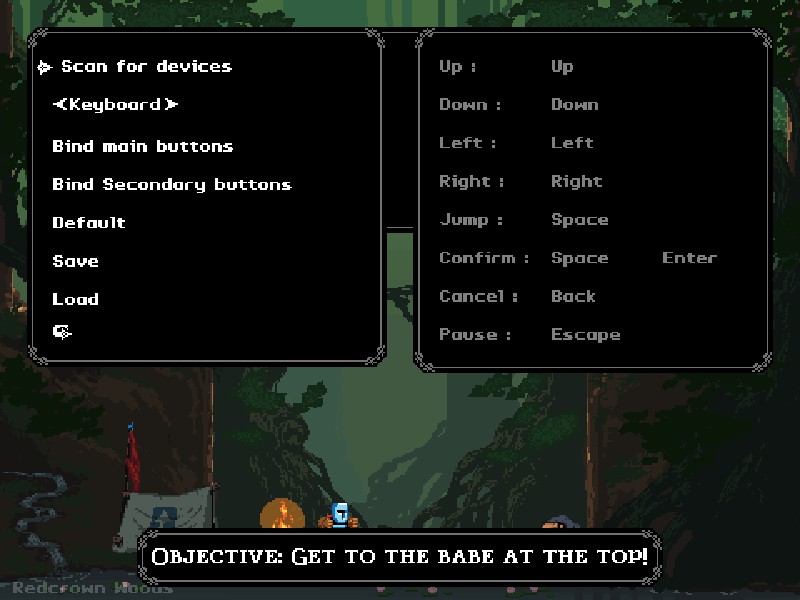 Scan for devices
<Keyboard>
Bind main buttons
Bind Secondary buttons
Default
Save
Load
Up : Up
Down : Down
Left : Left
Right : Right
Jump : Space
Confirm : Space Enter
Cancel : Back
Pause : Escape
Objective: Get to the babe at the top!
Redcrown Woods